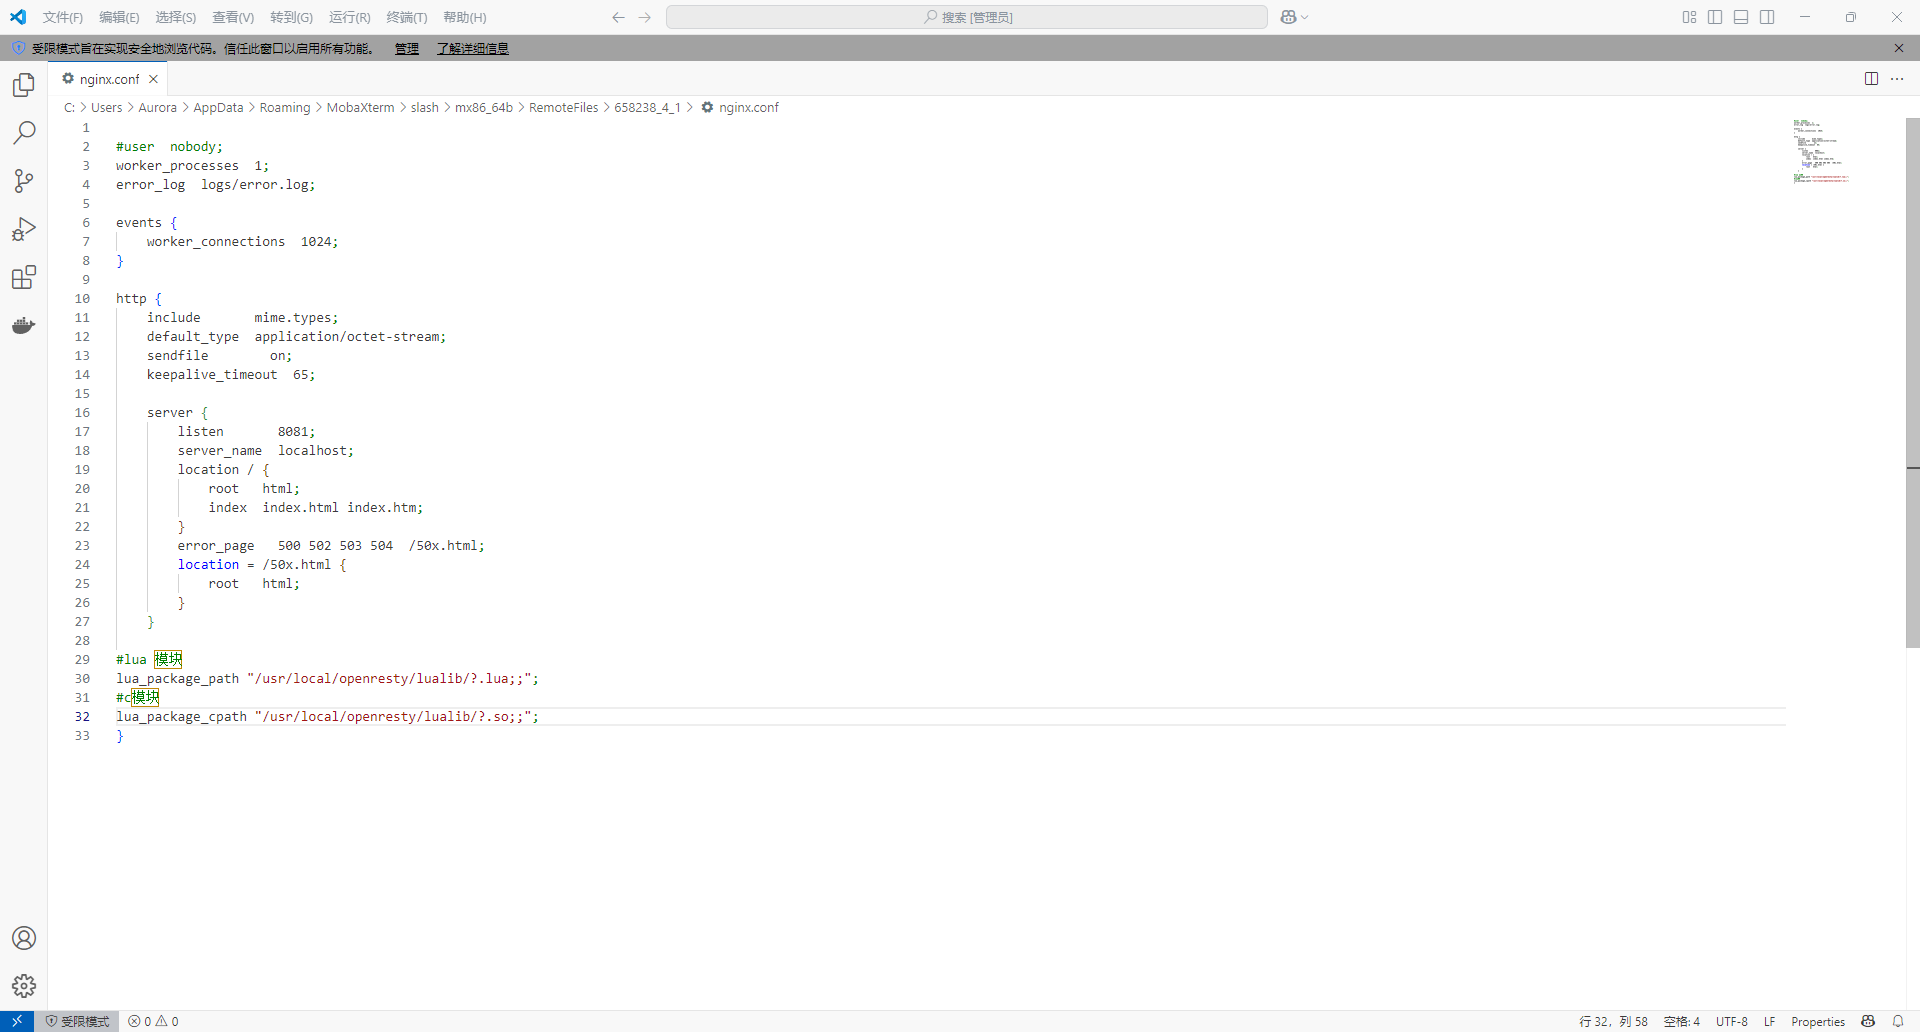 文件(F) 编辑(E) 选择(S) 查看(V) 转到(G) 运行(R) 终端(T) 帮助(H)
搜索 [管理员]
受限模式旨在实现安全地浏览代码。信任此窗口以启用所有功能。 管理 了解详细信息
nginx.conf
C: > Users > Aurora > AppData > Roaming > MobaXterm > slash > mx86_64b > RemoteFiles > 658238_4_1 > nginx.conf
1
2 #user  nobody;
3 worker_processes  1;
4 error_log  logs/error.log;
5
6 events {
7     worker_connections  1024;
8 }
9
10 http {
11     include       mime.types;
12     default_type  application/octet-stream;
13     sendfile        on;
14     keepalive_timeout  65;
15
16     server {
17         listen       8081;
18         server_name  localhost;
19         location / {
20             root   html;
21             index  index.html index.htm;
22         }
23         error_page   500 502 503 504  /50x.html;
24         location = /50x.html {
25             root   html;
26         }
27     }
28
29 #lua 模块
30 lua_package_path "/usr/local/openresty/lualib/?.lua;;";
31 #c模块
32 lua_package_cpath "/usr/local/openresty/lualib/?.so;;";
33 }
受限模式 0 0 行 32，列 58 空格: 4 UTF-8 LF Properties